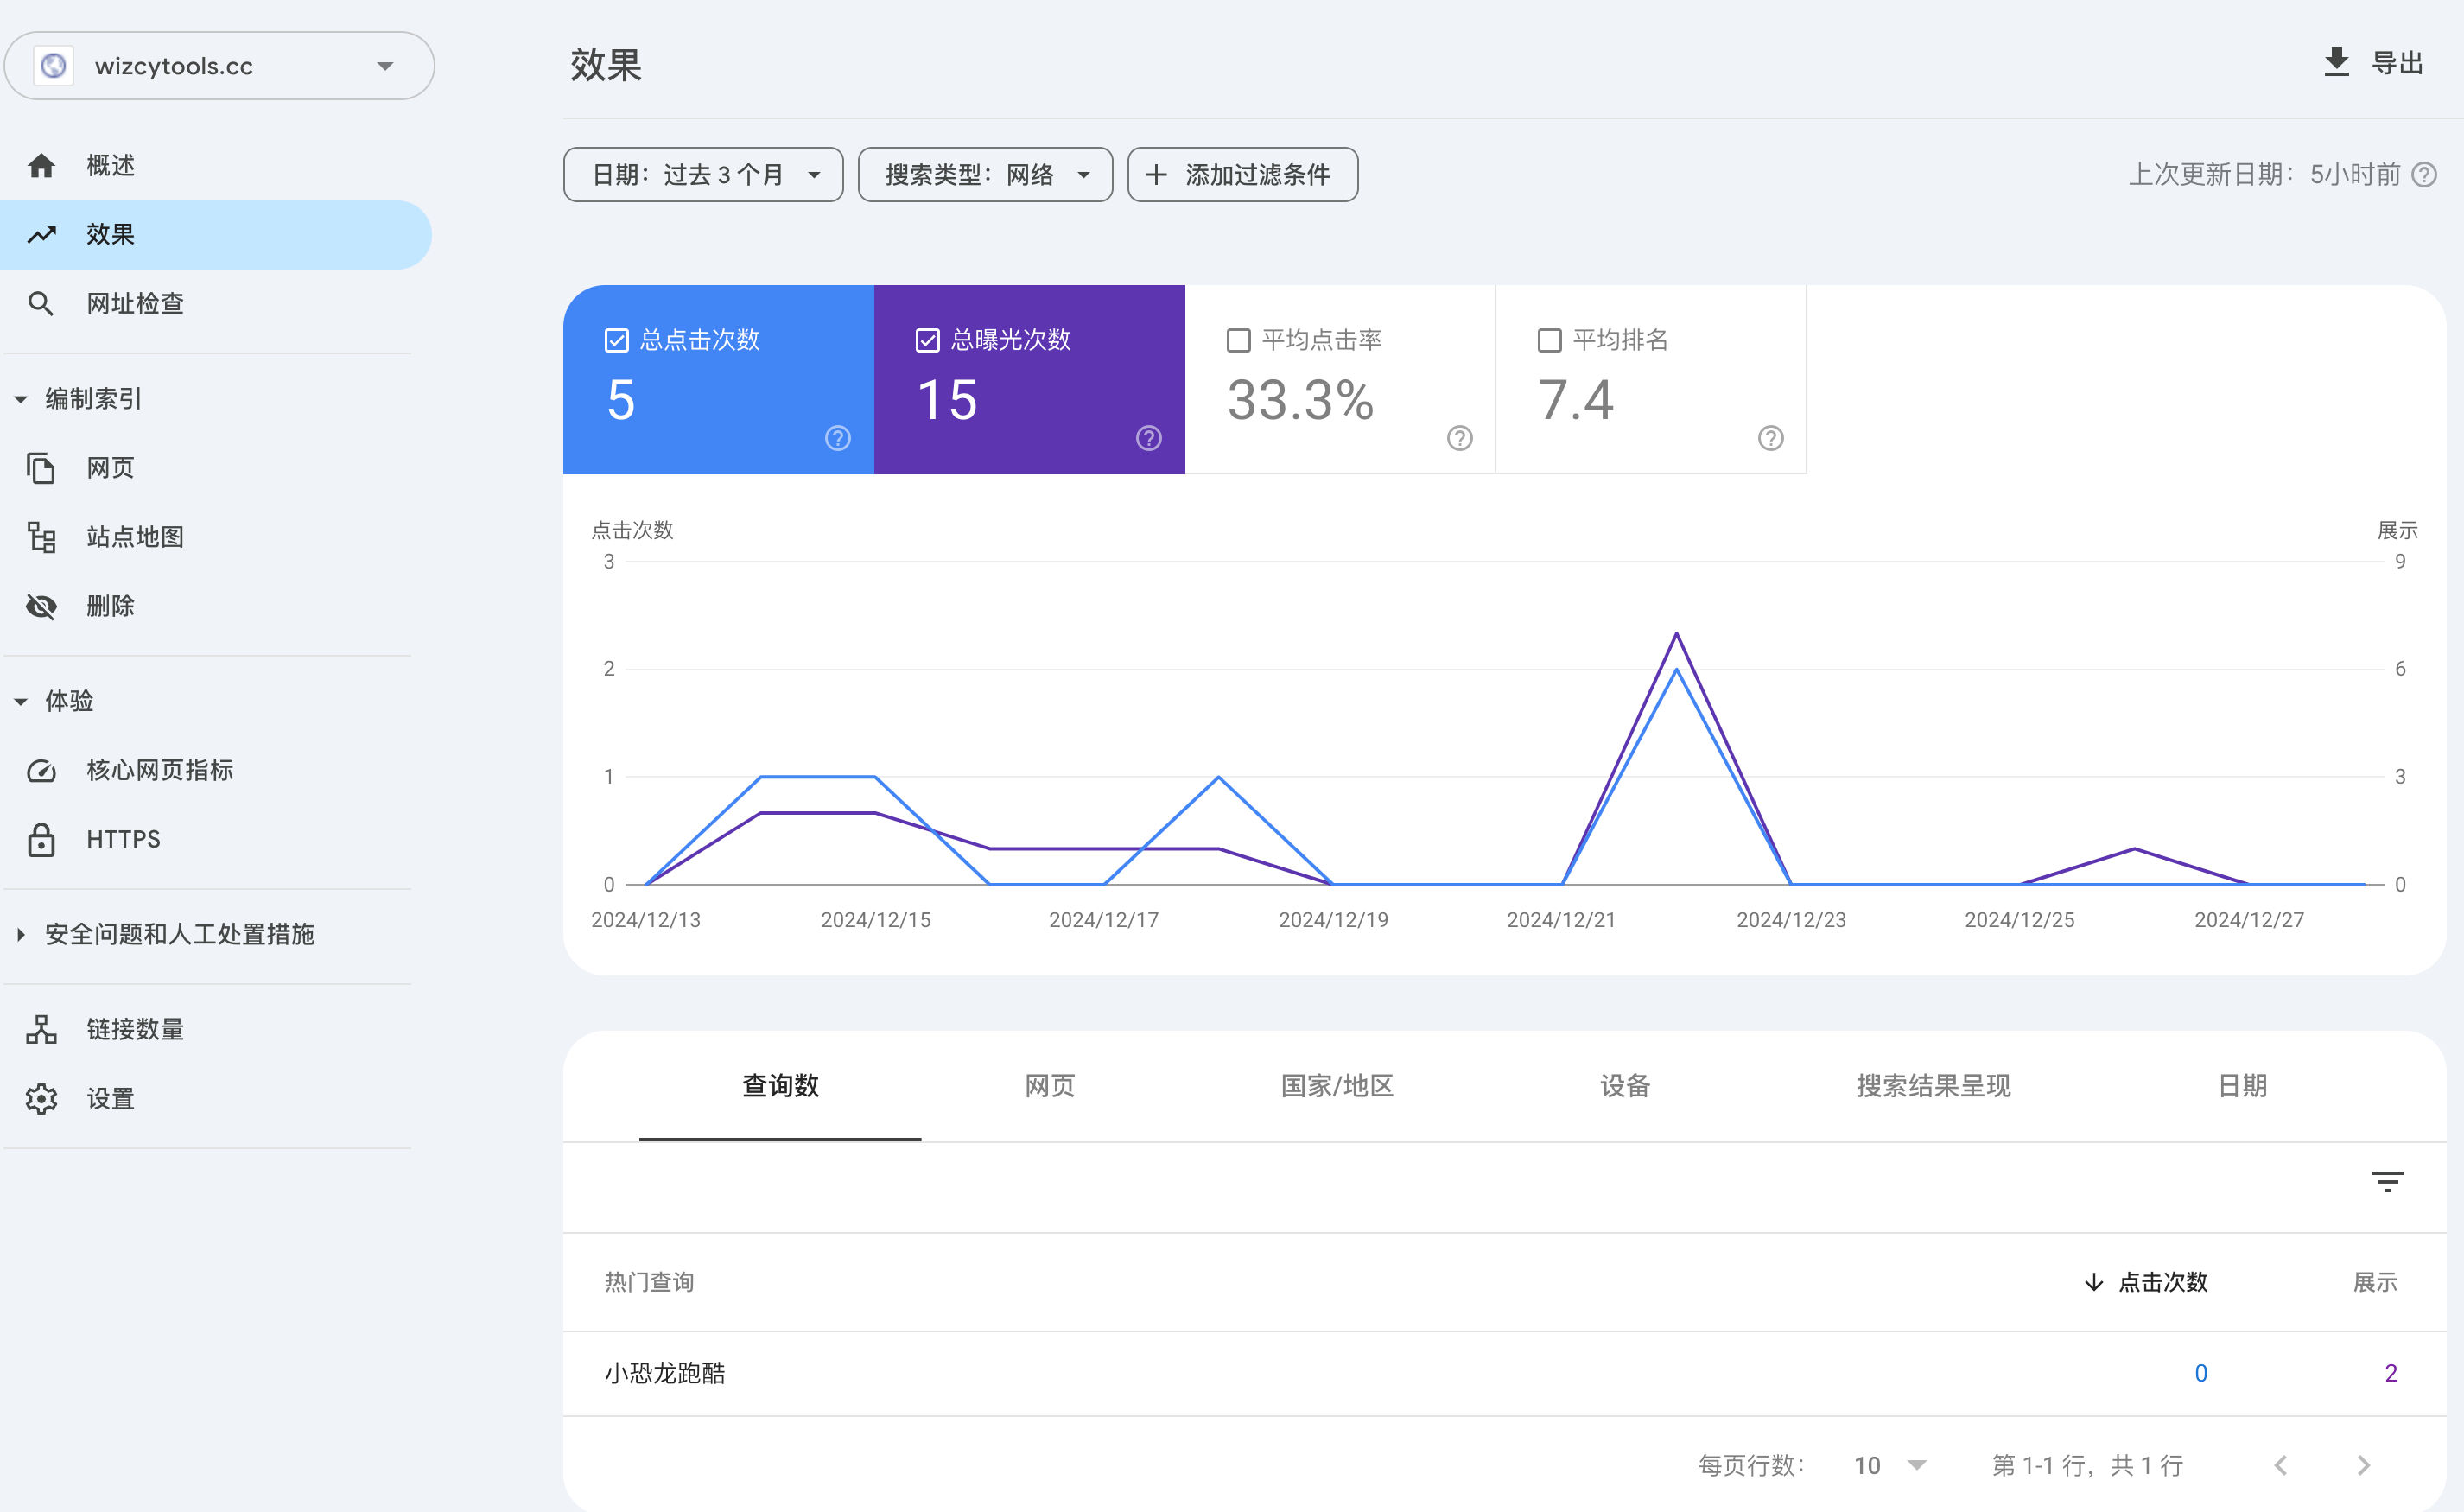 wizcytools.cc
概述
效果
网址检查
编制索引
网页
站点地图
删除
体验
核心网页指标
HTTPS
安全问题和人工处置措施
链接数量
设置
效果
导出
日期：过去 3 个月
搜索类型：网络
添加过滤条件
上次更新日期：5小时前
总点击次数
5
总曝光次数
15
平均点击率
33.3%
平均排名
7.4
点击次数
展示
3
9
2
6
1
3
0
0
2024/12/13
2024/12/15
2024/12/17
2024/12/19
2024/12/21
2024/12/23
2024/12/25
2024/12/27
查询数
网页
国家/地区
设备
搜索结果呈现
日期
热门查询
点击次数
展示
小恐龙跑酷
0
2
每页行数：
10
第 1-1 行，共 1 行